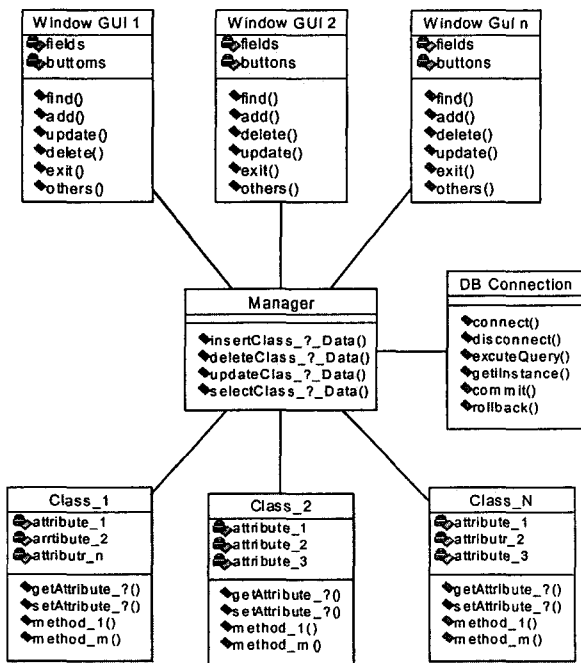 Window GUI 1
fields
buttoms
find()
add()
update()
delete()
exit()
others()
Window GUI 2
fields
buttons
find()
add()
delete()
update()
exit()
others()
Window Gui n
fields
buttons
find()
add()
delete()
update()
exit()
others()
Manager
insertClass_?_Data()
deleteClass_?_Data()
updateClas_?_Data()
selectClass_?_Data()
DB Connection
connect()
disconnect()
excuteQuery()
getiInstance()
commit()
rollback()
Class_1
attribute_1
arrtibute_2
attributr_n
getAttribute_?()
setAttribute_?()
method_1()
method_m()
Class_2
attribute_1
attribute_2
attribute_3
getAttribute_?()
setAttribute_?()
method_1()
method_m()
Class_N
attribute_1
attributr_2
attribute_3
getAttribute_?()
setAttribute_?()
method_1()
method_m()